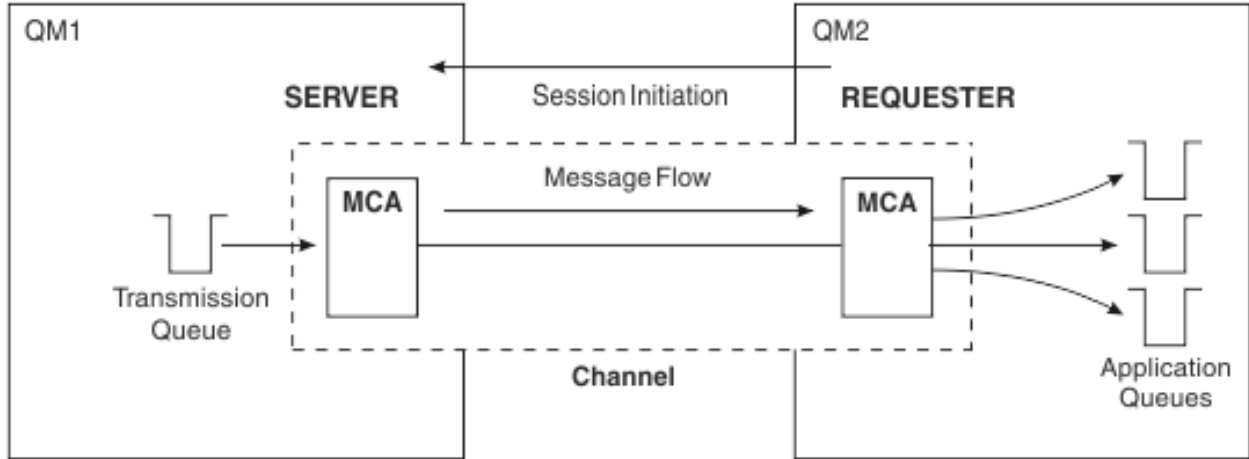 QM1
QM2
SERVER
Session Initiation
REQUESTER
Message Flow
MCA
MCA
Transmission
Queue
Channel
Application
Queues